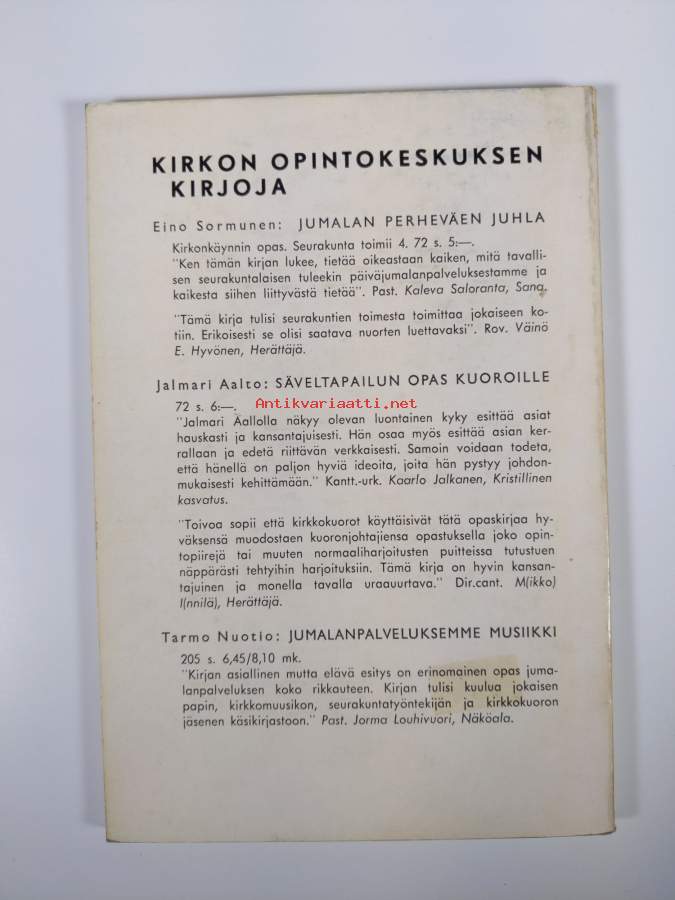 KIRKON OPINTOKESKUKSEN
KIRJOJA
Eino Sormunen: JUMALAN PERHEVÄEN JUHLA
Kirkonkäynnin opas. Seurakunta toimii 4. 72 s. 5:—.
"Ken tämän kirjan lukee, tietää oikeastaan kaiken, mitä tavalli-
sen seurakuntalaisen tuleekin päiväjumalanpalveluksestamme ja
kaikesta siihen liittyvästä tietää". Past. Kaleva Saloranta, Sana.
"Tämä kirja tulisi seurakuntien toimesta toimittaa jokaiseen ko-
tiin. Erikoisesti se olisi saatava nuorten luettavaksi". Rov. Väinö
E. Hyvönen, Herättäjä.
Jalmari Aalto: SÄVELTAPAILUN OPAS KUOROILLE
72 s. 6:—.
Antikvariaatti.net
"Jalmari Aallolla näkyy olevan luontainen kyky esittää asiat
hauskasti ja kansantajuisesti. Hän osaa myös esittää asian ker-
rallaan ja edetä riittävän verkkaisesti. Samoin voidaan todeta,
että hänellä on paljon hyviä ideoita, joita hän pystyy johdon-
mukaisesti kehittämään." Kantt.-urk. Kaarlo Jalkanen, Kristillinen
kasvatus.
"Toivoa sopii että kirkkokuorot käyttäisivät tätä opaskirjaa hy-
väksensä muodostaen kuoronjohtajiensa opastuksella joko opin-
topiirejä tai muuten normaaliharjoitusten puitteissa tutustuen
näppärästi tehtyihin harjoituksiin. Tämä kirja on hyvin kansan-
tajuinen ja monella tavalla uraauurtava." Dir.cant. M(ikko)
I(nnilä), Herättäjä.
Tarmo Nuotio: JUMALANPALVELUKSEMME MUSIIKKI
205 s. 6,45/8,10 mk.
"Kirjan asiallinen mutta elävä esitys on erinomainen opas juma-
lanpalveluksen koko rikkauteen. Kirjan tulisi kuulua jokaisen
papin, kirkkomuusikon, seurakuntatyöntekijän ja kirkkokuoron
jäsenen käsikirjastoon." Past. Jorma Louhivuori, Näköala.